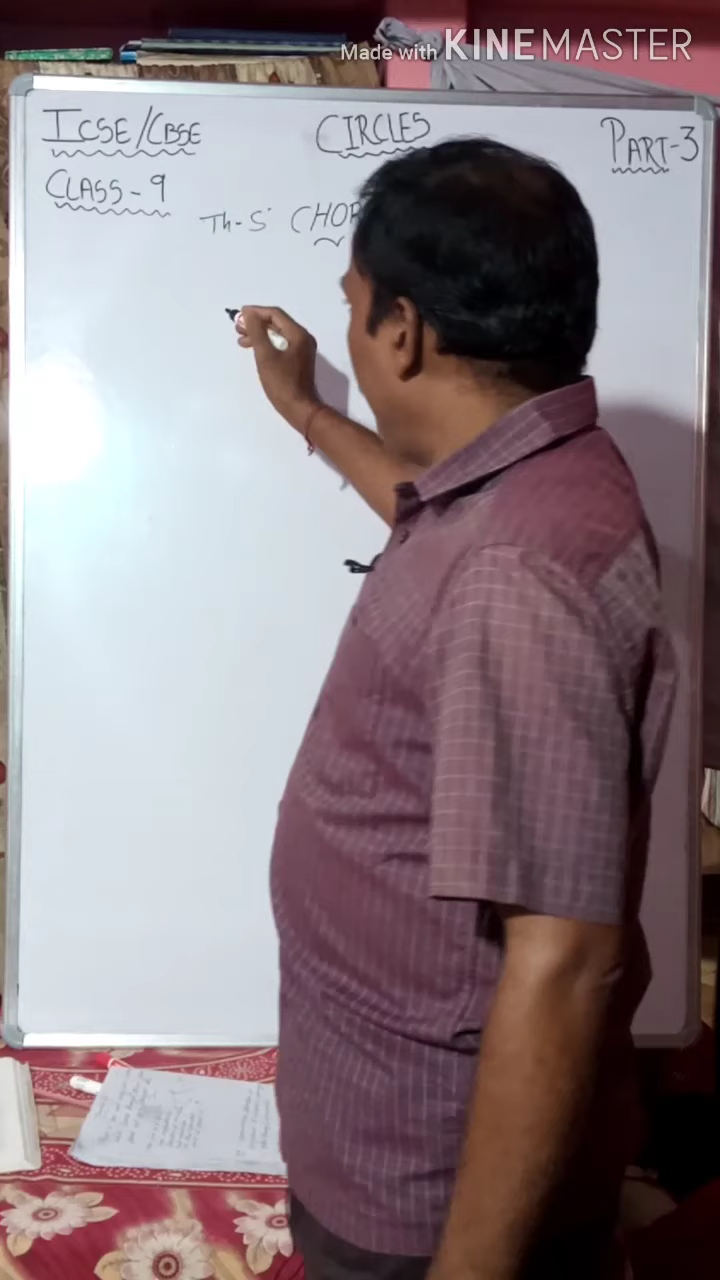 Made with KINEMASTER
ICSE/CBSE CIRCLES PART-3
CLASS-9
Th-5 CHOR